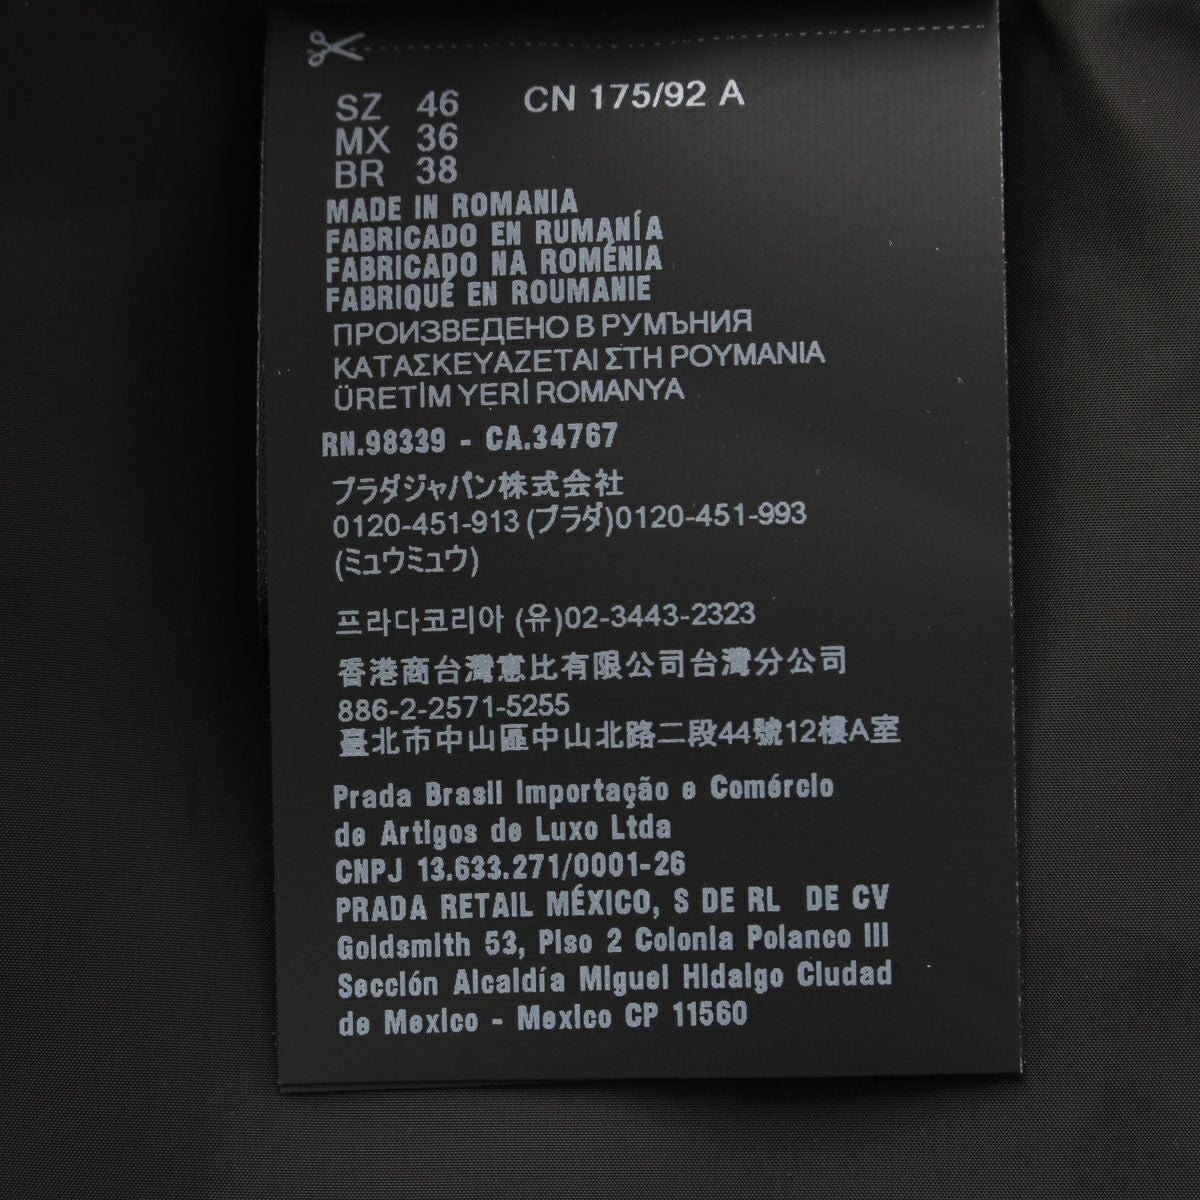 SZ 46 CN 175/92 A
MX 36
BR 38
MADE IN ROMANIA
FABRICADO EN RUMANÍA
FABRICADO NA ROMÉNIA
FABRIQUÉ EN ROUMANIE
ПРОИЗВЕДЕНО В РУМЪНИЯ
ΚΑΤΑΣΚΕΥΑΖΕΤΑΙ ΣΤΗ ΡΟΥΜΑΝΙΑ
ÜRETİM YERİ ROMANYA
RN.98339 - CA.34767
プラダジャパン株式会社
0120-451-913 (プラダ)0120-451-993
(ミュウミュウ)
프라다코리아 (유)02-3443-2323
香港商台灣意比有限公司台灣分公司
886-2-2571-5255
臺北市中山區中山北路二段44號12樓A室
Prada Brasil Importação e Comércio
de Artigos de Luxo Ltda
CNPJ 13.633.271/0001-26
PRADA RETAIL MÉXICO, S DE RL DE CV
Goldsmith 53, Piso 2 Colonia Polanco III
Sección Alcaldía Miguel Hidalgo Ciudad
de Mexico - Mexico CP 11560